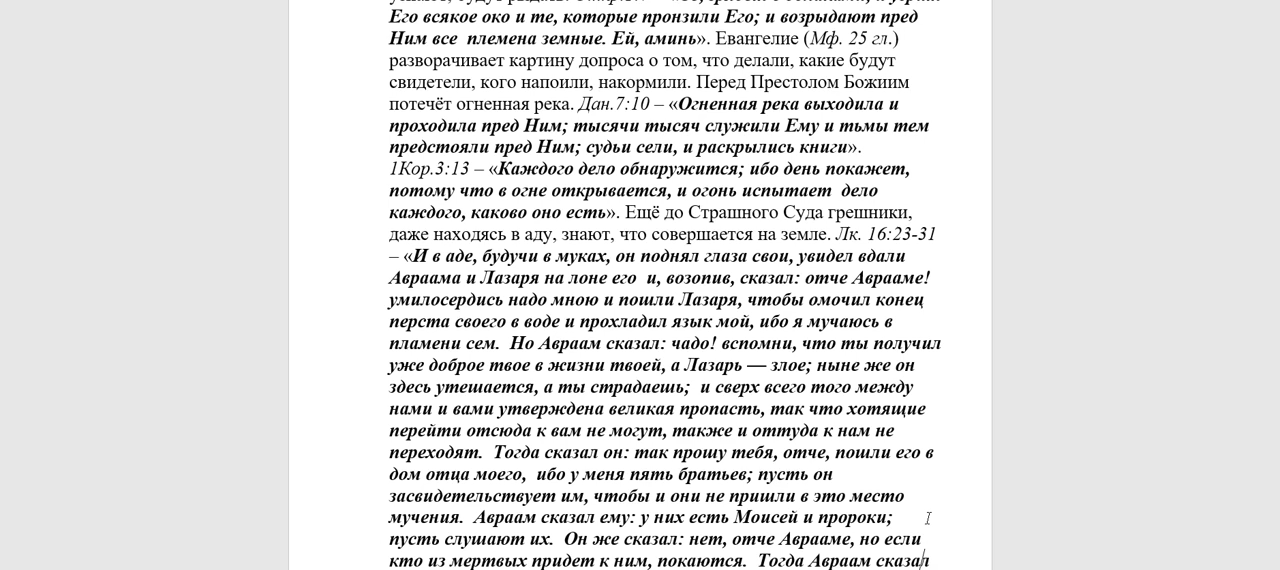 Его всякое око и те, которые пронзили Его; и возрыдают пред
Ним все племена земные. Ей, аминь». Евангелие (Мф. 25 гл.)
разворачивает картину допроса о том, что делали, какие будут
свидетели, кого напоили, накормили. Перед Престолом Божиим
потечёт огненная река. Дан.7:10 – «Огненная река выходила и
проходила пред Ним; тысячи тысяч служили Ему и тьмы тем
предстояли пред Ним; судьи сели, и раскрылись книги».
1Кор.3:13 – «Каждого дело обнаружится; ибо день покажет,
потому что в огне открывается, и огонь испытает дело
каждого, каково оно есть». Ещё до Страшного Суда грешники,
даже находясь в аду, знают, что совершается на земле. Лк. 16:23-31
– «И в аде, будучи в муках, он поднял глаза свои, увидел вдали
Авраама и Лазаря на лоне его и, возопив, сказал: отче Аврааме!
умилосердись надо мною и пошли Лазаря, чтобы омочил конец
перста своего в воде и прохладил язык мой, ибо я мучаюсь в
пламени сем. Но Авраам сказал: чадо! вспомни, что ты получил
уже доброе твое в жизни твоей, а Лазарь — злое; ныне же он
здесь утешается, а ты страдаешь; и сверх всего того между
нами и вами утверждена великая пропасть, так что хотящие
перейти отсюда к вам не могут, также и оттуда к нам не
переходят. Тогда сказал он: так прошу тебя, отче, пошли его в
дом отца моего, ибо у меня пять братьев; пусть он
засвидетельствует им, чтобы и они не пришли в это место
мучения. Авраам сказал ему: у них есть Моисей и пророки;
пусть слушают их. Он же сказал: нет, отче Аврааме, но если
кто из мертвых придет к ним, покаются. Тогда Авраам сказал